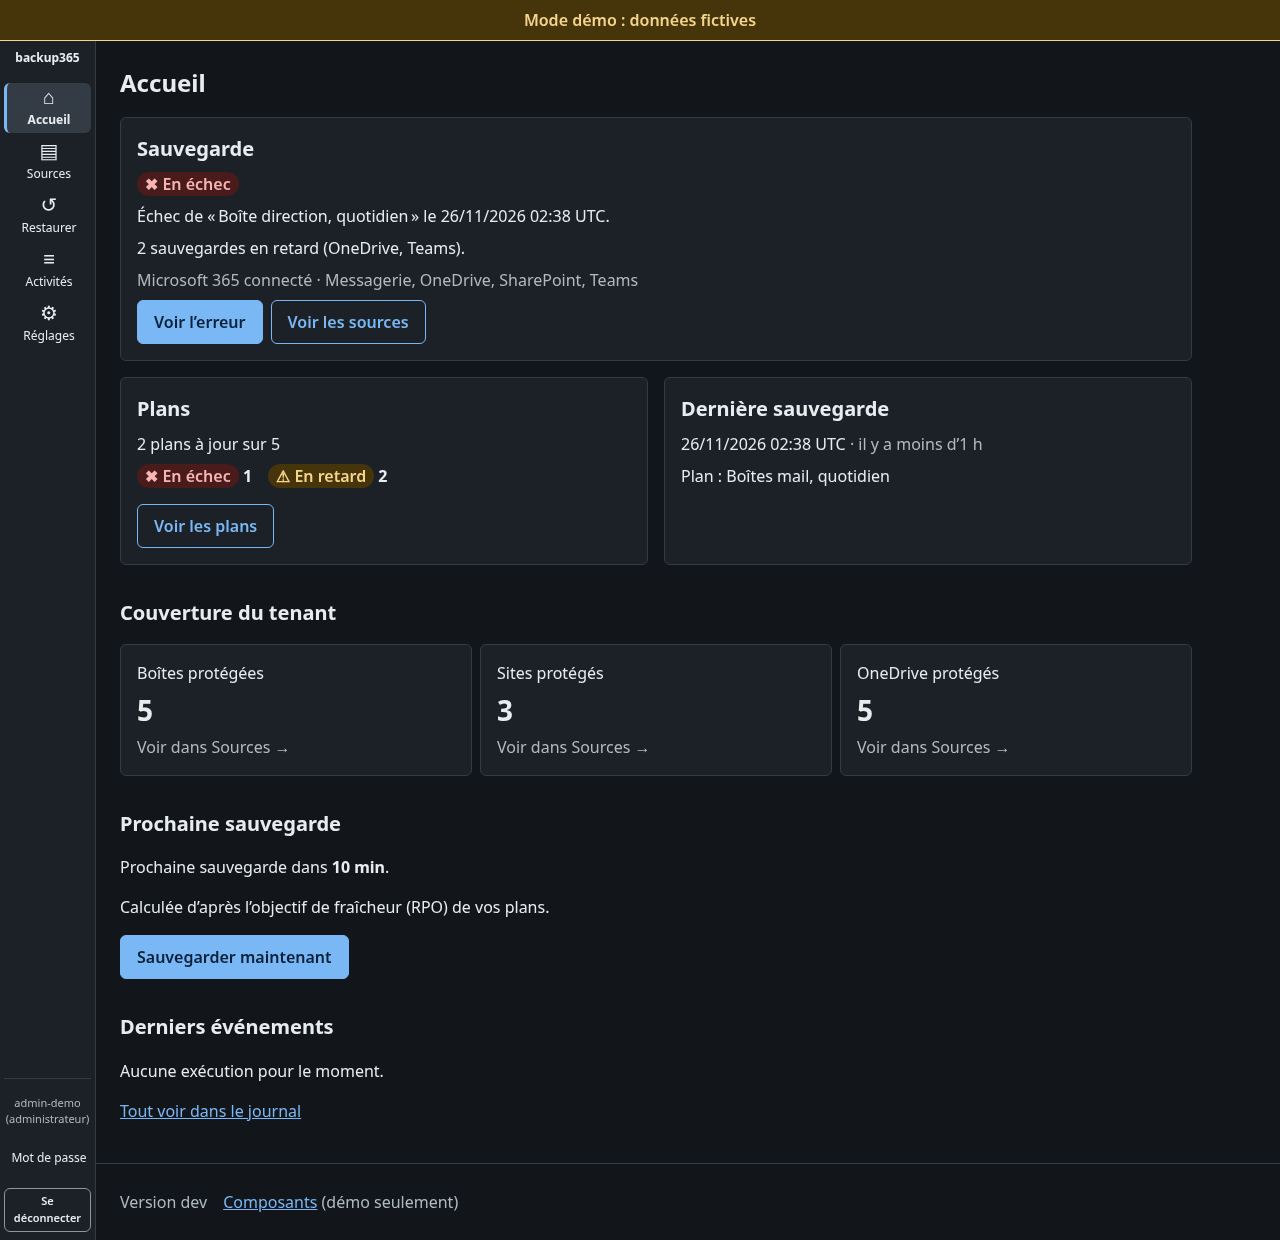 Mode démo : données fictives
backup365
Accueil
Sources
Restaurer
Activités
Réglages
admin-demo
(administrateur)
Mot de passe
Se
déconnecter
Accueil
Sauvegarde
✖ En échec
Échec de « Boîte direction, quotidien » le 26/11/2026 02:38 UTC.
2 sauvegardes en retard (OneDrive, Teams).
Microsoft 365 connecté · Messagerie, OneDrive, SharePoint, Teams
Voir l’erreur
Voir les sources
Plans
2 plans à jour sur 5
✖ En échec 1 ⚠ En retard 2
Voir les plans
Dernière sauvegarde
26/11/2026 02:38 UTC · il y a moins d’1 h
Plan : Boîtes mail, quotidien
Couverture du tenant
Boîtes protégées
5
Voir dans Sources →
Sites protégés
3
Voir dans Sources →
OneDrive protégés
5
Voir dans Sources →
Prochaine sauvegarde
Prochaine sauvegarde dans 10 min.
Calculée d’après l’objectif de fraîcheur (RPO) de vos plans.
Sauvegarder maintenant
Derniers événements
Aucune exécution pour le moment.
Tout voir dans le journal
Version dev Composants (démo seulement)